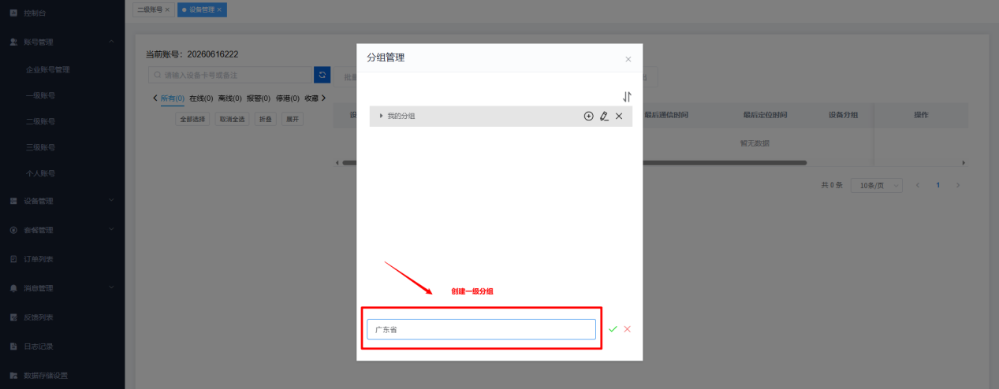 控制台
账号管理
企业账号管理
一级账号
二级账号
三级账号
个人账号
设备管理
套餐管理
订单列表
消息管理
反馈列表
日志记录
数据存储设置
二级账号 ×
设备管理 ×
当前账号：20260616222
请输入设备卡号或备注
所有(0) 在线(0) 离线(0) 报警(0) 停港(0) 收藏
全部选择 取消全选 折叠 展开
最后通信时间 最后定位时间 设备分组 操作
暂无数据
共 0 条 10条/页 1
分组管理
我的分组
创建一级分组
广东省